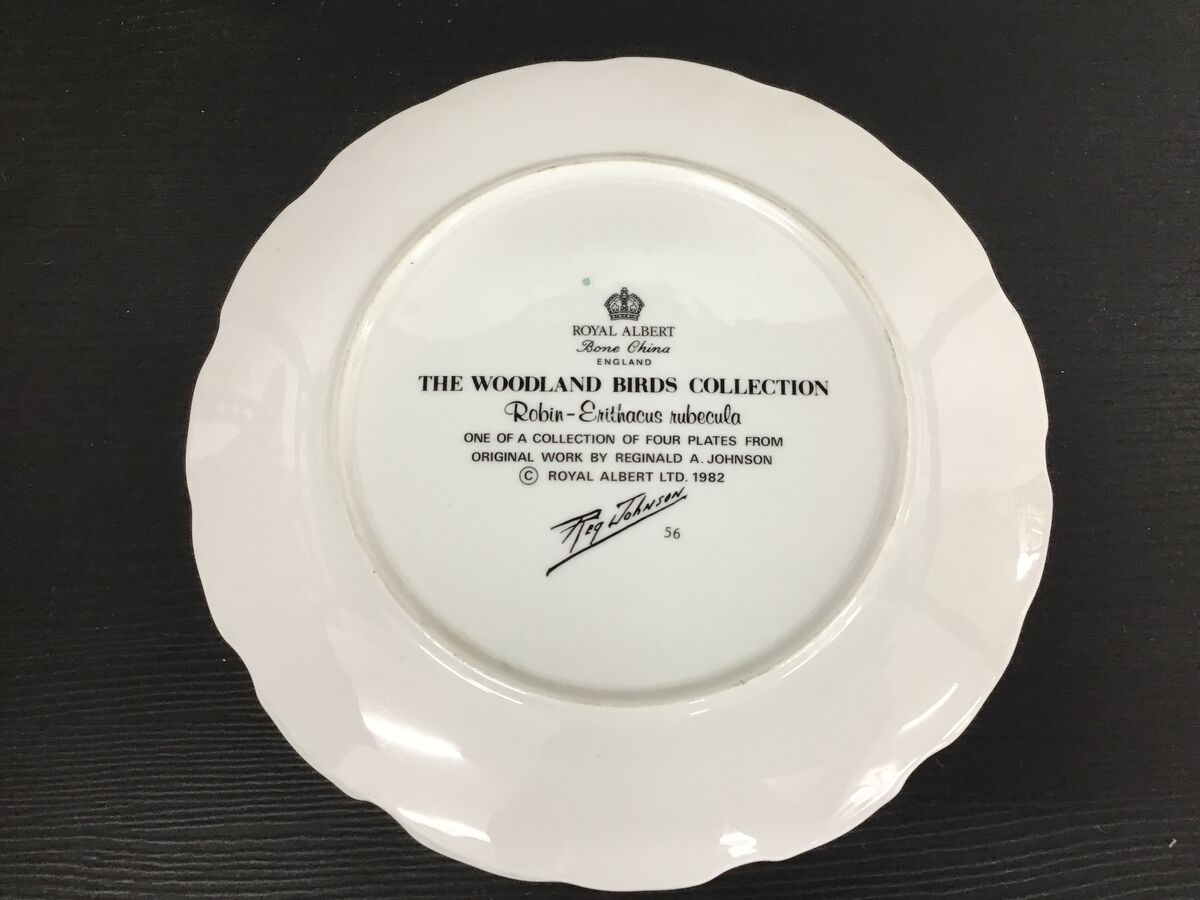 ROYAL ALBERT
Bone China
ENGLAND
THE WOODLAND BIRDS COLLECTION
Robin - Erithacus rubecula
ONE OF A COLLECTION OF FOUR PLATES FROM
ORIGINAL WORK BY REGINALD A. JOHNSON
© ROYAL ALBERT LTD. 1982
Reg Johnson
56